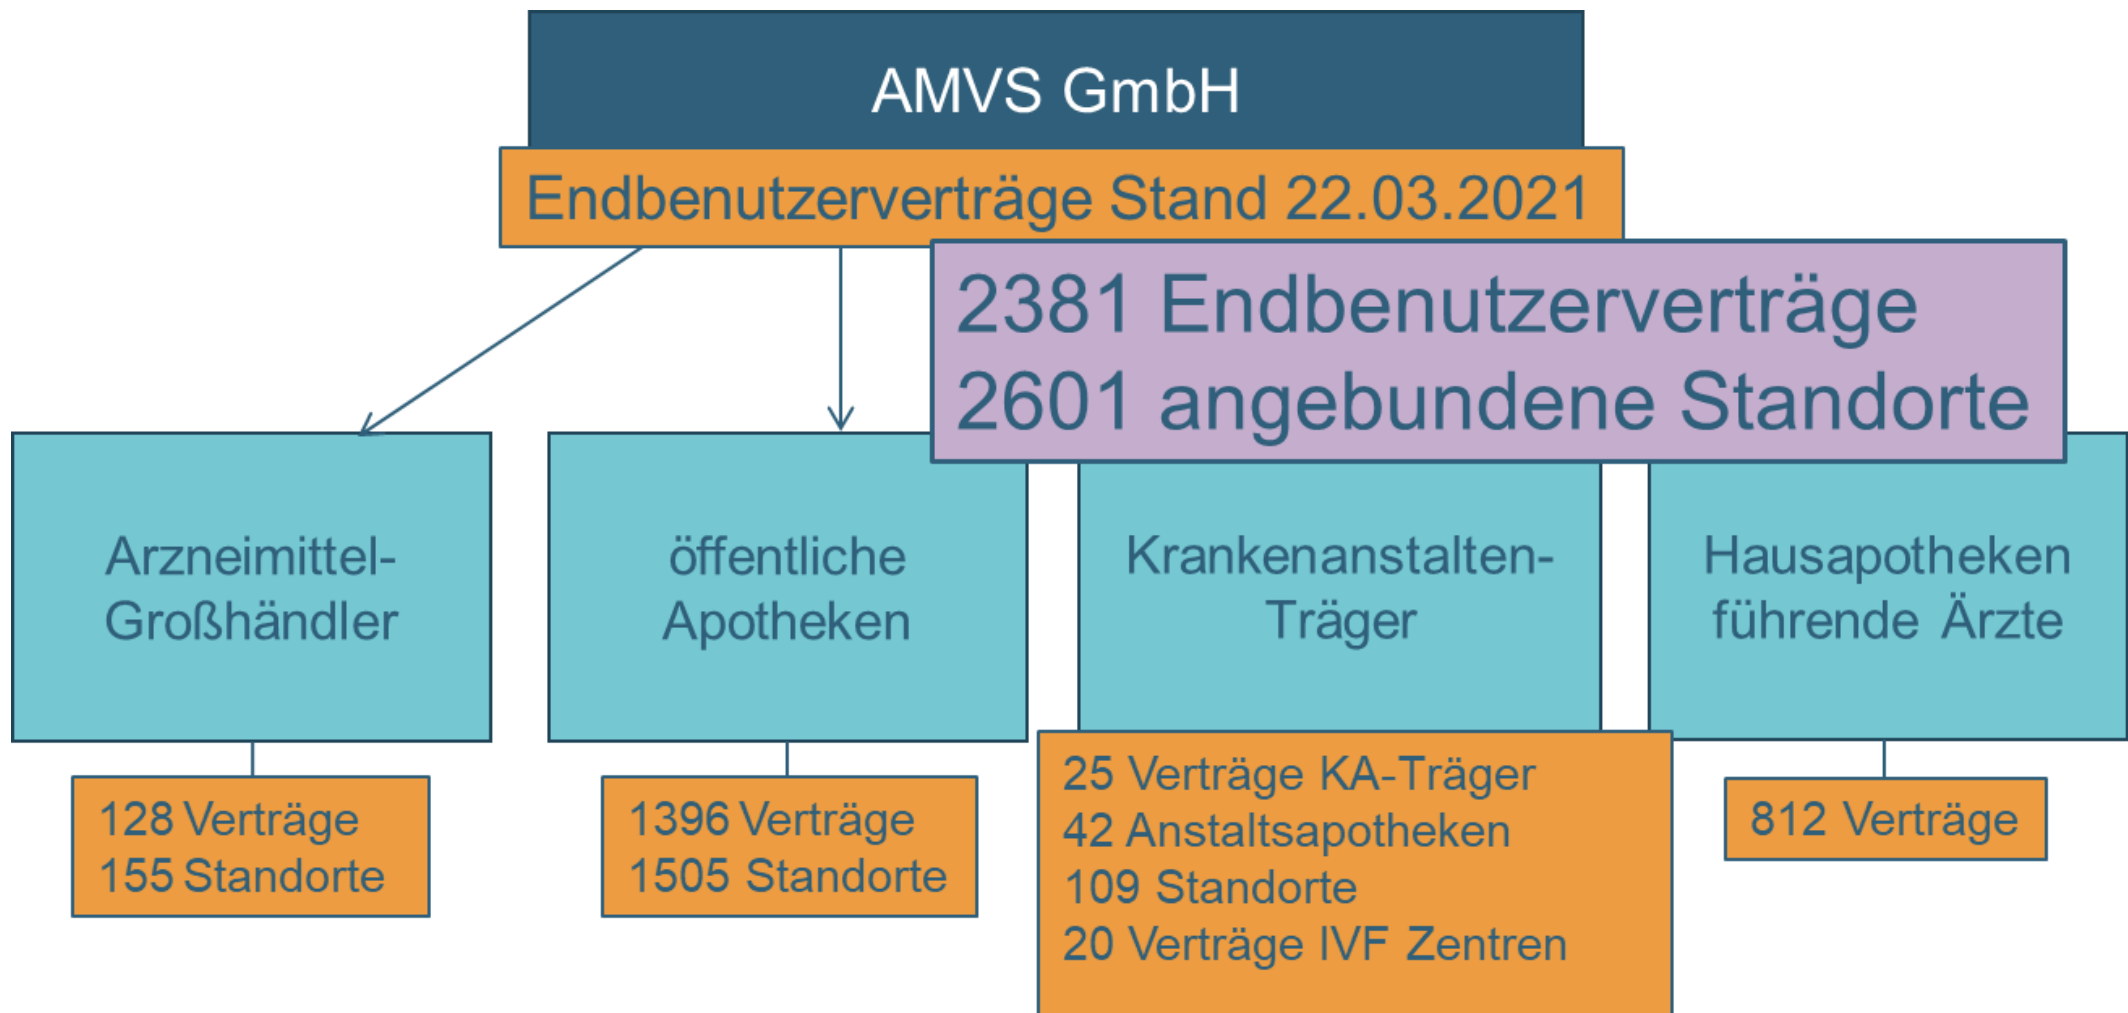 AMVS GmbH
Endbenutzerverträge Stand 22.03.2021
2381 Endbenutzerverträge
2601 angebundene Standorte
Arzneimittel-
Großhändler
öffentliche
Apotheken
Krankenanstalten-
Träger
Hausapotheken
führende Ärzte
128 Verträge
155 Standorte
1396 Verträge
1505 Standorte
25 Verträge KA-Träger
42 Anstaltsapotheken
109 Standorte
20 Verträge IVF Zentren
812 Verträge